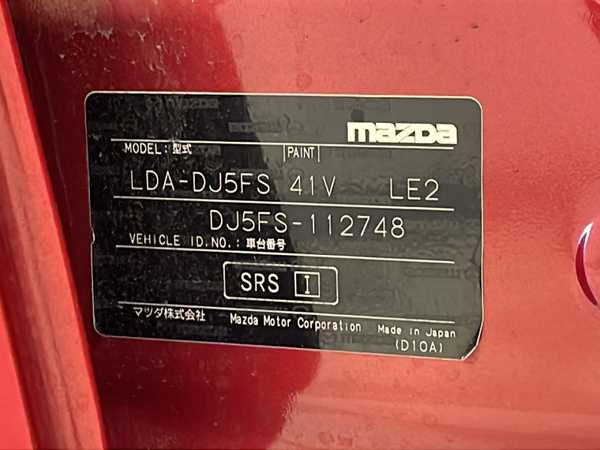 mazda
MODEL: 型式 PAINT
LDA-DJ5FS 41V LE2
DJ5FS-112748
VEHICLE ID.NO.: 車台番号
SRS I
マツダ株式会社 Mazda Motor Corporation Made in Japan
(D10A)